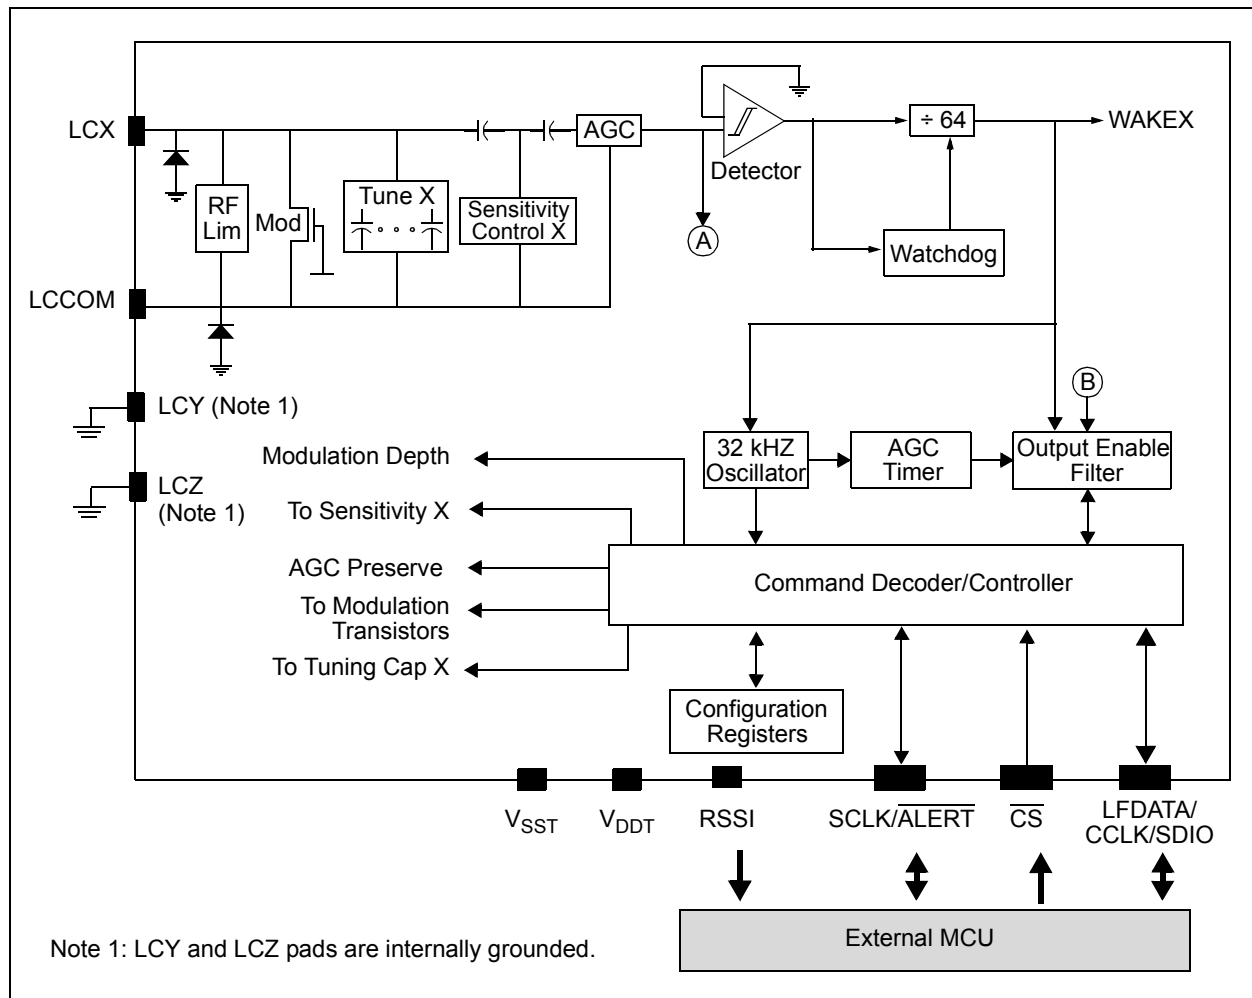 LCX
AGC
÷ 64
WAKEX
Detector
RF
Lim
Mod
Tune X
Sensitivity
Control X
A
Watchdog
LCCOM
LCY (Note 1)
LCZ
(Note 1)
B
32 kHZ
Oscillator
AGC
Timer
Output Enable
Filter
Modulation Depth
To Sensitivity X
AGC Preserve
To Modulation
Transistors
To Tuning Cap X
Command Decoder/Controller
Configuration
Registers
VSST
VDDT
RSSI
SCLK/ALERT
CS
LFDATA/
CCLK/SDIO
External MCU
Note 1: LCY and LCZ pads are internally grounded.